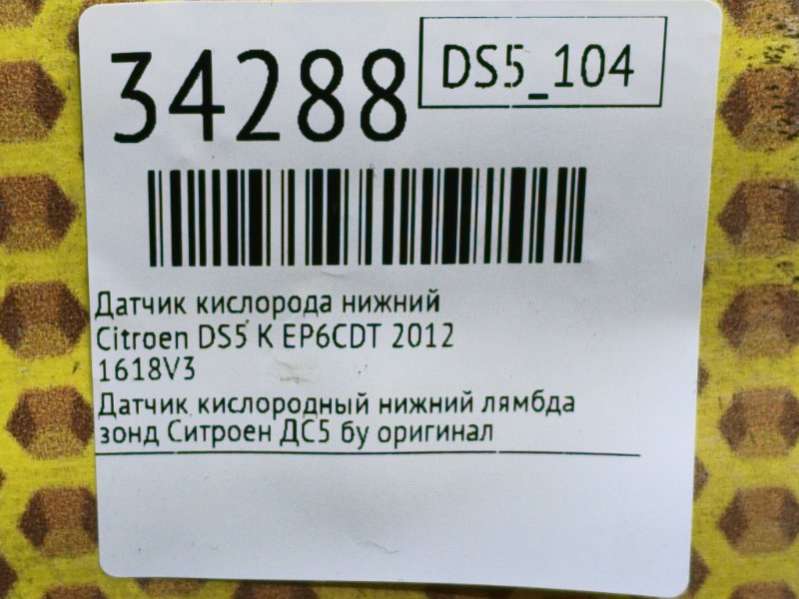 34288
DS5_104
Датчик кислорода нижний
Citroen DS5 K EP6CDT 2012
1618V3
Датчик кислородный нижний лямбда
зонд Ситроен ДС5 бу оригинал